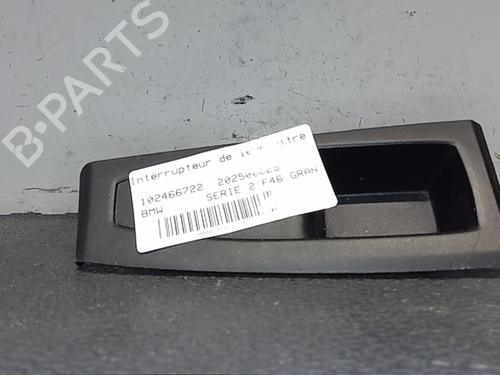 B-PARTS
Interrupteur de
102466722
BMW SERIE 2 F46 GRAN